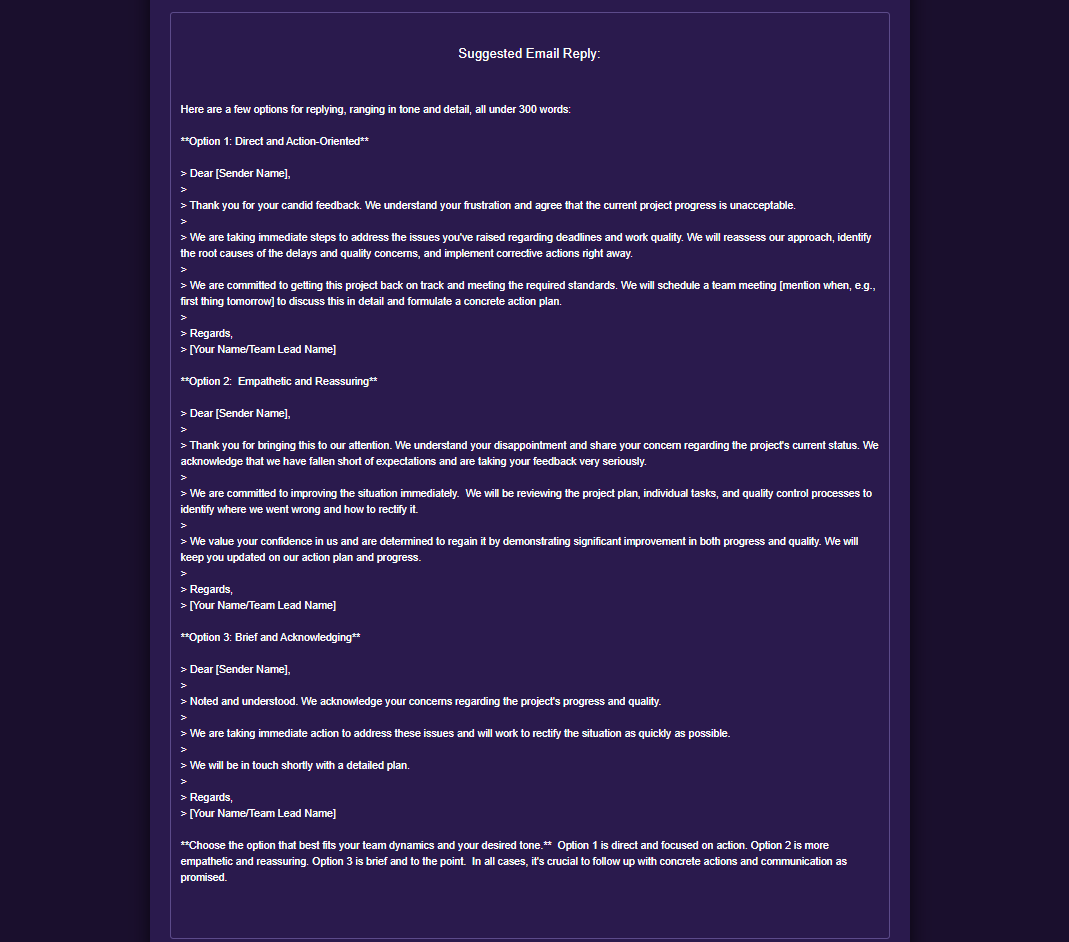 Suggested Email Reply:
Here are a few options for replying, ranging in tone and detail, all under 300 words:
**Option 1: Direct and Action-Oriented**
> Dear [Sender Name],
>
> Thank you for your candid feedback. We understand your frustration and agree that the current project progress is unacceptable.
>
> We are taking immediate steps to address the issues you've raised regarding deadlines and work quality. We will reassess our approach, identify
the root causes of the delays and quality concerns, and implement corrective actions right away.
>
> We are committed to getting this project back on track and meeting the required standards. We will schedule a team meeting [mention when, e.g.,
first thing tomorrow] to discuss this in detail and formulate a concrete action plan.
>
> Regards,
> [Your Name/Team Lead Name]
**Option 2:  Empathetic and Reassuring**
> Dear [Sender Name],
>
> Thank you for bringing this to our attention. We understand your disappointment and share your concern regarding the project's current status. We
acknowledge that we have fallen short of expectations and are taking your feedback very seriously.
>
> We are committed to improving the situation immediately.  We will be reviewing the project plan, individual tasks, and quality control processes to
identify where we went wrong and how to rectify it.
>
> We value your confidence in us and are determined to regain it by demonstrating significant improvement in both progress and quality. We will
keep you updated on our action plan and progress.
>
> Regards,
> [Your Name/Team Lead Name]
**Option 3: Brief and Acknowledging**
> Dear [Sender Name],
>
> Noted and understood. We acknowledge your concerns regarding the project's progress and quality.
>
> We are taking immediate action to address these issues and will work to rectify the situation as quickly as possible.
>
> We will be in touch shortly with a detailed plan.
>
> Regards,
> [Your Name/Team Lead Name]
**Choose the option that best fits your team dynamics and your desired tone.**  Option 1 is direct and focused on action. Option 2 is more
empathetic and reassuring. Option 3 is brief and to the point.  In all cases, it's crucial to follow up with concrete actions and communication as
promised.